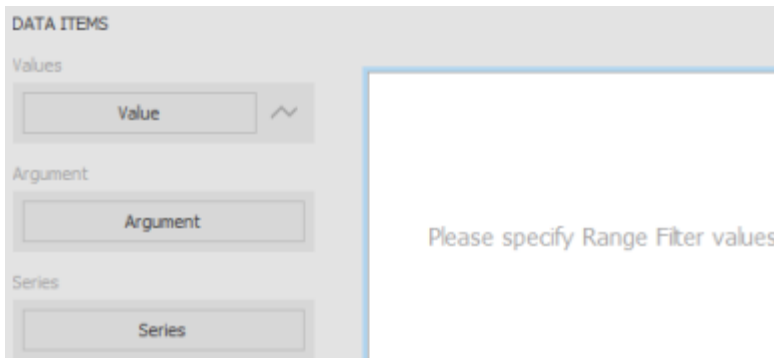 DATA ITEMS
Values
Value
Argument
Argument
Please specify Range Filter values
Series
Series